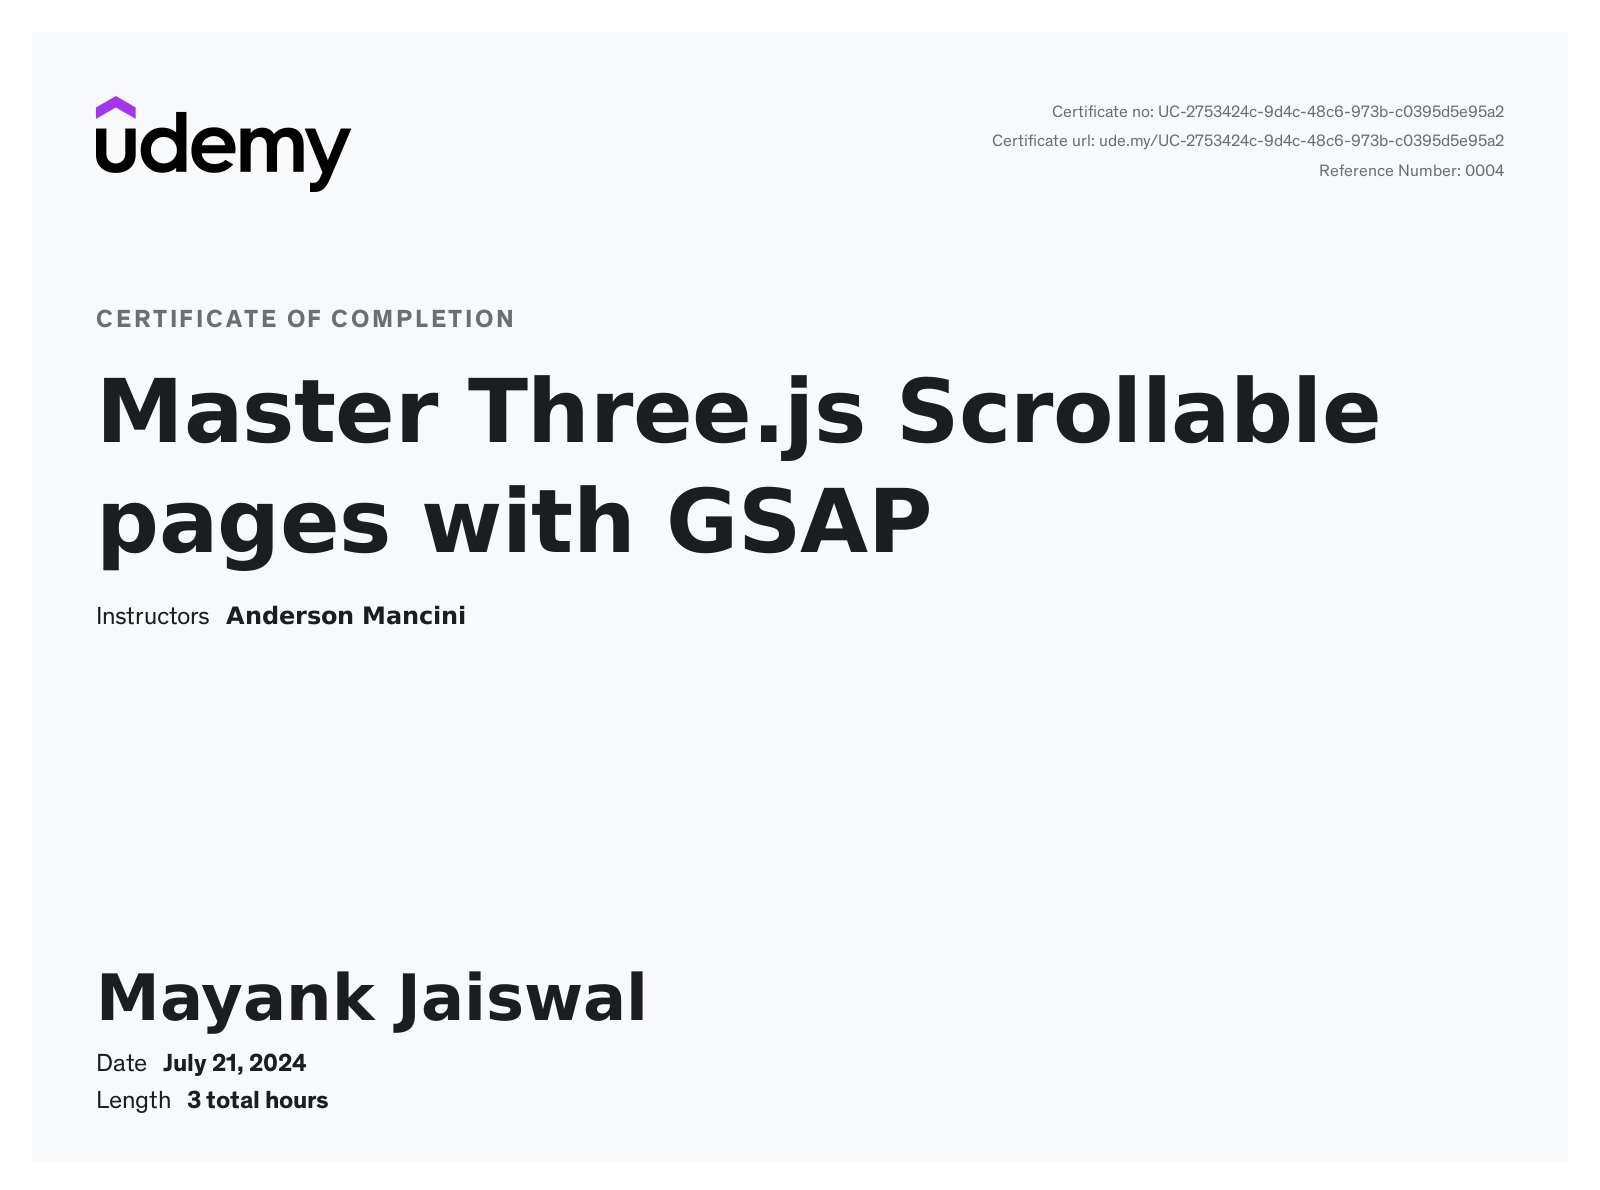 udemy
Certificate no: UC-2753424c-9d4c-48c6-973b-c0395d5e95a2
Certificate url: ude.my/UC-2753424c-9d4c-48c6-973b-c0395d5e95a2
Reference Number: 0004
CERTIFICATE OF COMPLETION
Master Three.js Scrollable
pages with GSAP
Instructors Anderson Mancini
Mayank Jaiswal
Date July 21, 2024
Length 3 total hours